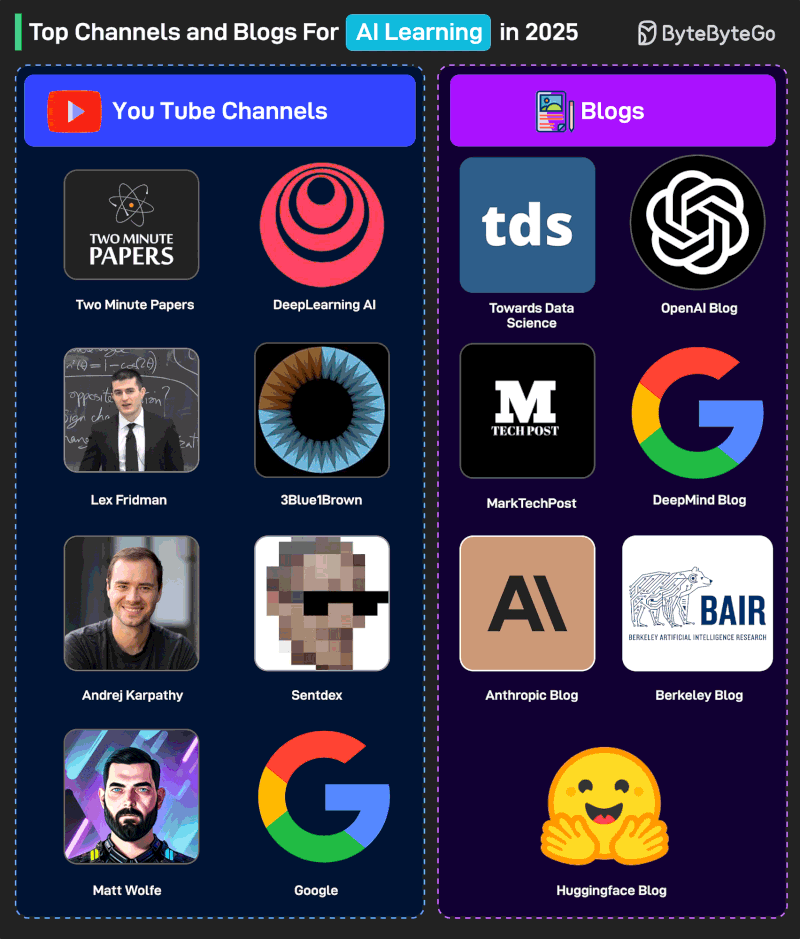 Top Channels and Blogs For AI Learning in 2025
ByteByteGo
You Tube Channels
TWO MINUTE
PAPERS
Two Minute Papers
DeepLearning AI
Lex Fridman
3Blue1Brown
Andrej Karpathy
Sentdex
Matt Wolfe
Google
Blogs
tds
Towards Data
Science
OpenAI Blog
M
TECH POST
MarkTechPost
DeepMind Blog
A\
Anthropic Blog
BAIR
BERKELEY ARTIFICIAL INTELLIGENCE RESEARCH
Berkeley Blog
Huggingface Blog